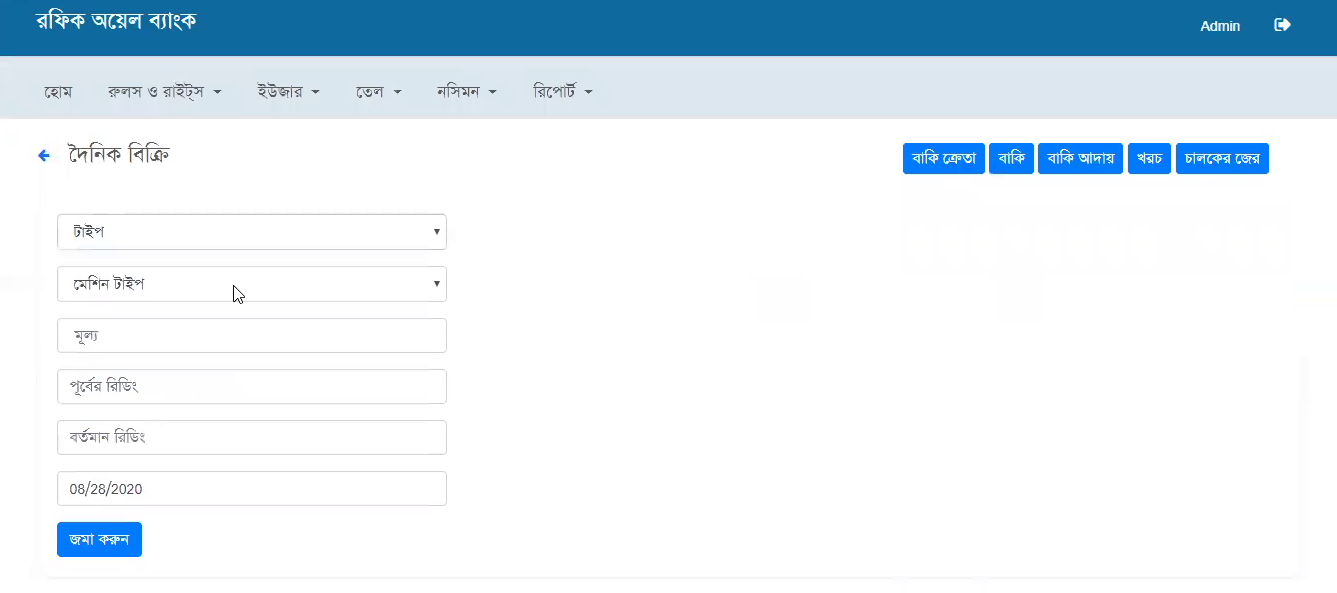 রফিক অয়েল ব্যাংক
Admin
হোম রুলস ও রাইট্স ইউজার তেল নসিমন রিপোর্ট
দৈনিক বিক্রি
বাকি ক্রেতা বাকি বাকি আদায় খরচ চালকের জের
টাইপ
মেশিন টাইপ
মূল্য
পূর্বের রিডিং
বর্তমান রিডিং
08/28/2020
জমা করুন